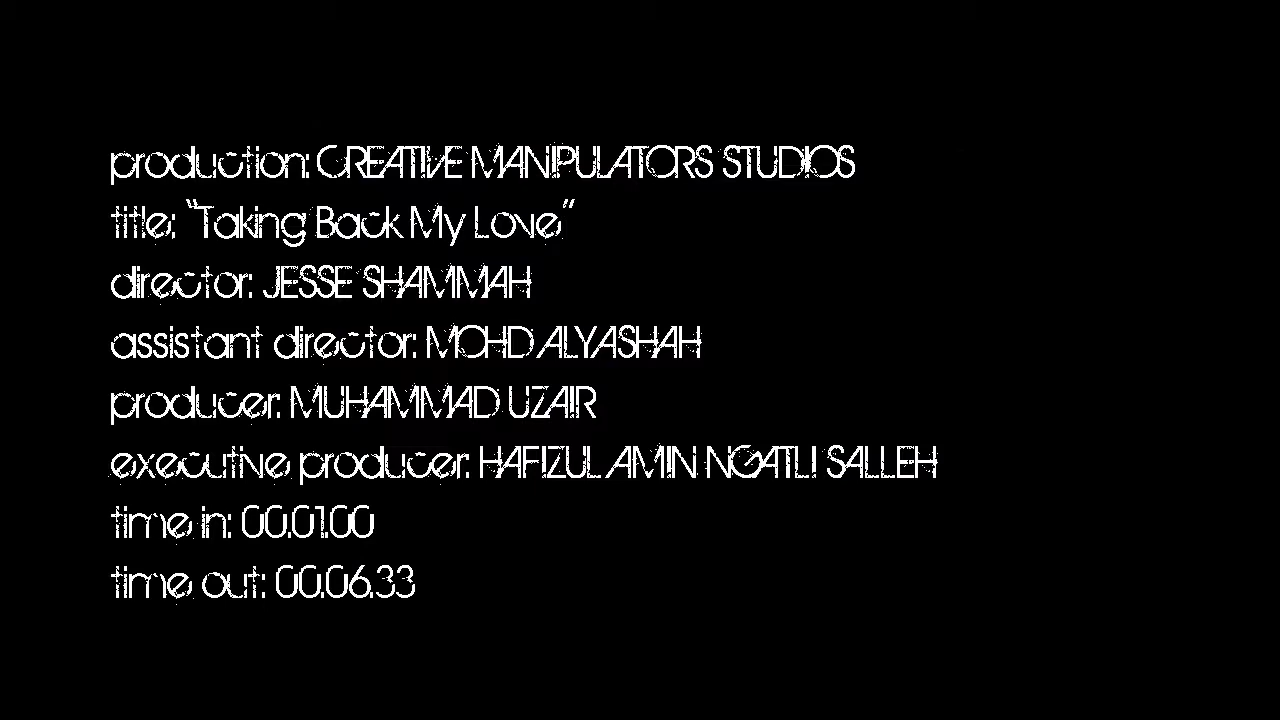 production: CREATIVE MANIPULATORS STUDIOS
title: "Taking Back My Love"
director: JESSE SHAMMAH
assistant director: MOHD ALYASHAH
producer: MUHAMMAD UZAIR
executive producer: HAFIZUL AMIN NGATLI SALLEH
time in: 00.01.00
time out: 00.06.33